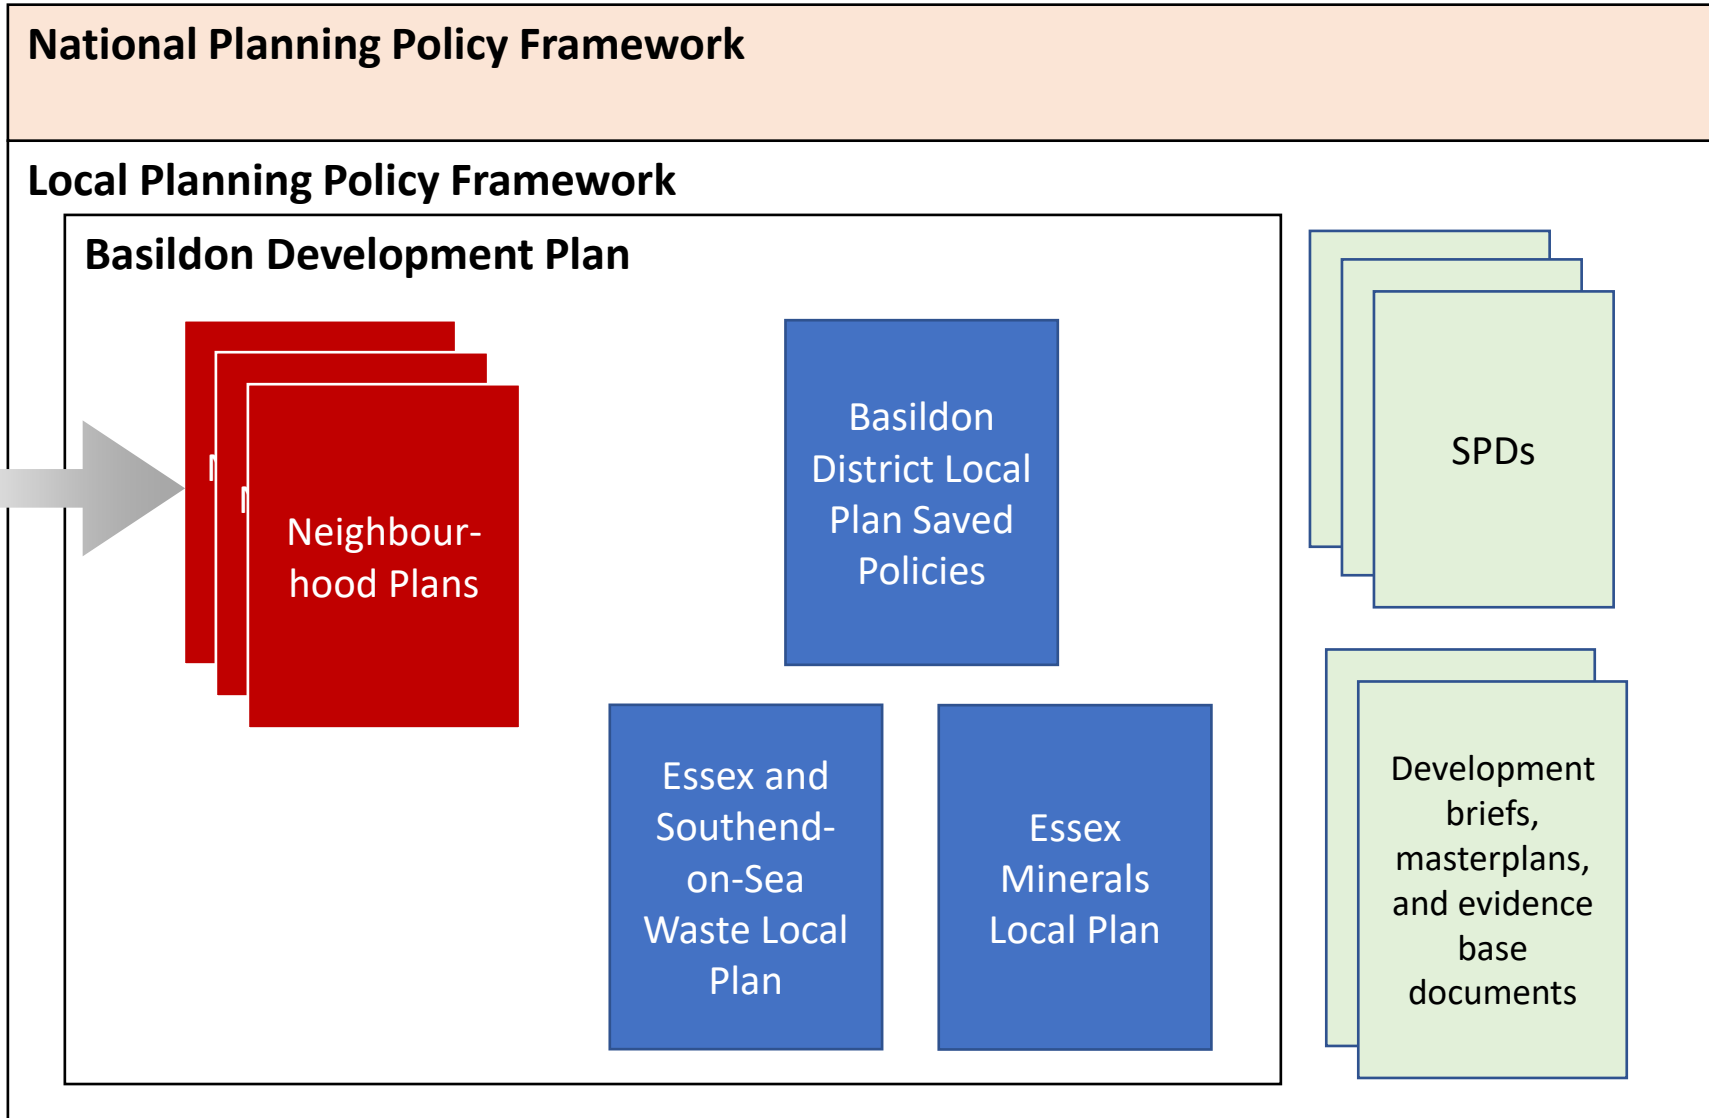 National Planning Policy Framework
Local Planning Policy Framework
Basildon Development Plan
Neighbour-
hood Plans
Basildon
District Local
Plan Saved
Policies
Essex and
Southend-
on-Sea
Waste Local
Plan
Essex
Minerals
Local Plan
SPDs
Development
briefs,
masterplans,
and evidence
base
documents